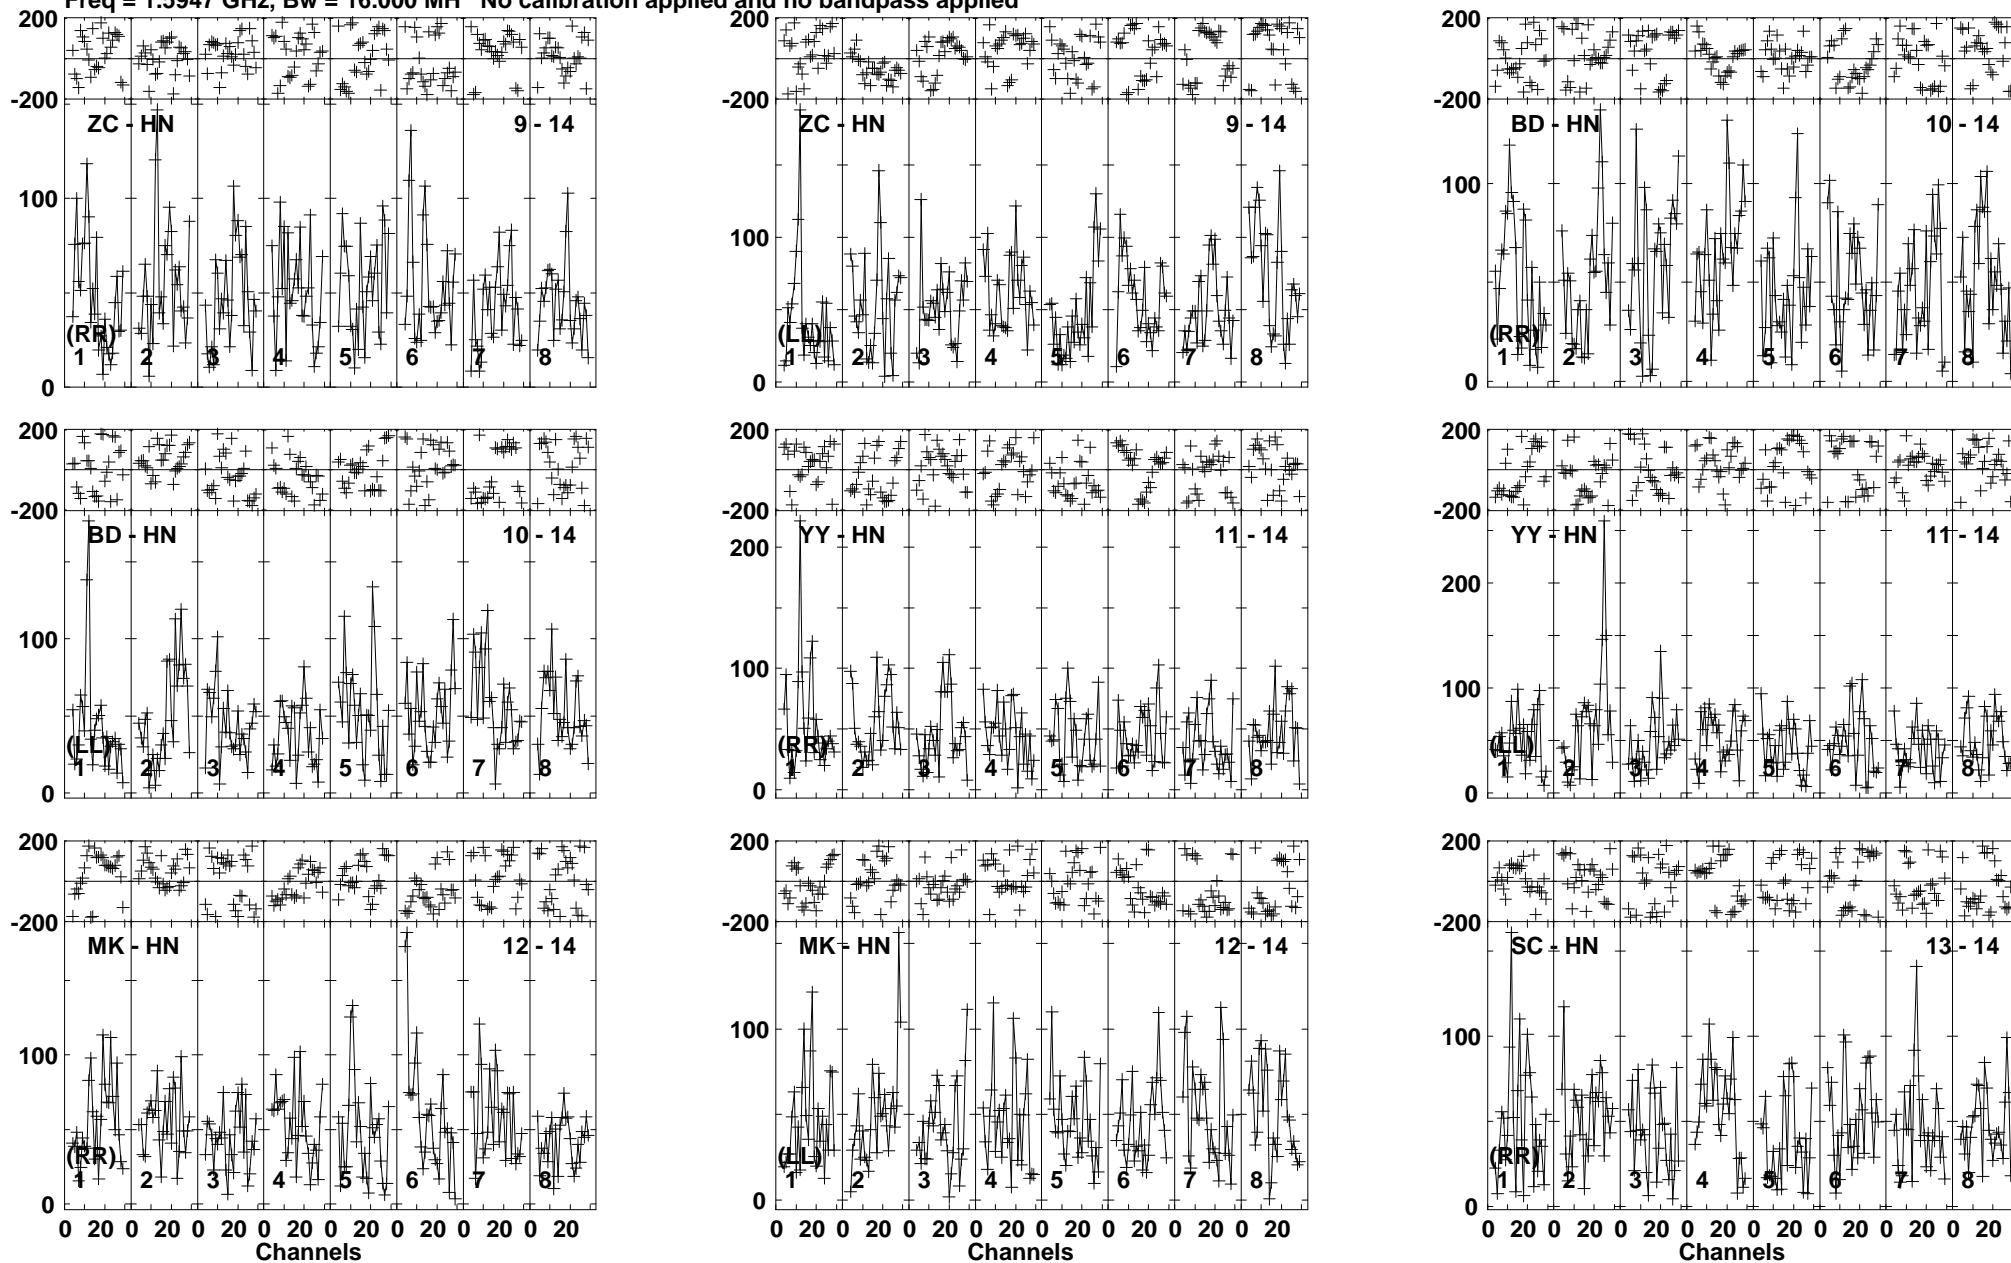 Freq = 1.5947 GHz, Bw = 16.000 MH No calibration applied and no bandpass applied
200 200 200
-200 -200 -200
ZC - HN 9 - 14 ZC - HN 9 - 14 BD - HN 10 - 14
100 100 100
(RR) (LL) (RR)
1 2 3 4 5 6 7 8 1 2 3 4 5 6 7 8 1 2 3 4 5 6 7 8
0 0 0
200 200 200
-200 -200 -200
BD - HN 10 - 14 YY - HN 11 - 14 YY - HN 11 - 14
200 200
100 100 100
(LL) (RR) (LL)
1 2 3 4 5 6 7 8 1 2 3 4 5 6 7 8 1 2 3 4 5 6 7 8
0 0 0
200 200 200
-200 -200 -200
MK - HN 12 - 14 MK - HN 12 - 14 SC - HN 13 - 14
100 100 100
(RR) (LL) (RR)
1 2 3 4 5 6 7 8 1 2 3 4 5 6 7 8 1 2 3 4 5 6 7 8
0 0 0
0 20 0 20 0 20 0 20 0 20 0 20 0 20 0 20 0 20 0 20 0 20 0 20 0 20 0 20 0 20 0 20 0 20 0 20 0 20 0 20 0 20 0 20 0 20 0 20
Channels Channels Channels